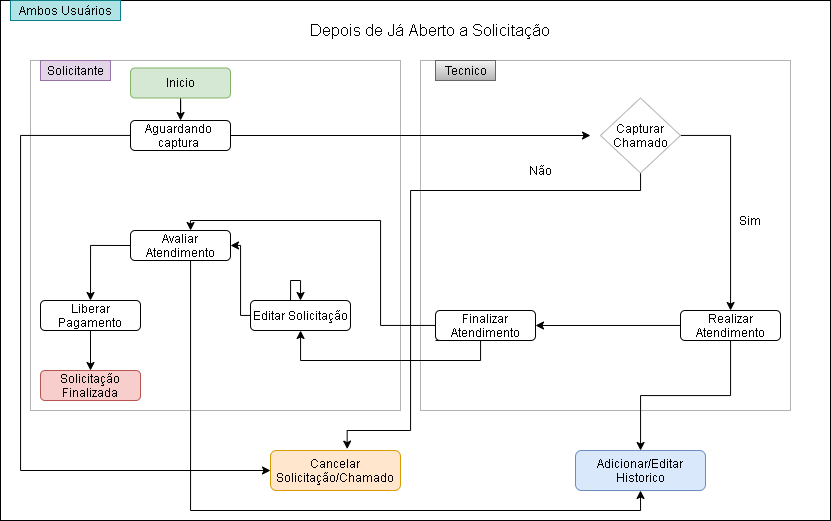 Ambos Usuários
Depois de Já Aberto a Solicitação
Solicitante
Tecnico
Inicio
Aguardando
captura
Capturar
Chamado
Não
Sim
Avaliar
Atendimento
Liberar
Pagamento
Editar Solicitação
Finalizar
Atendimento
Realizar
Atendimento
Solicitação
Finalizada
Cancelar
Solicitação/Chamado
Adicionar/Editar
Historico